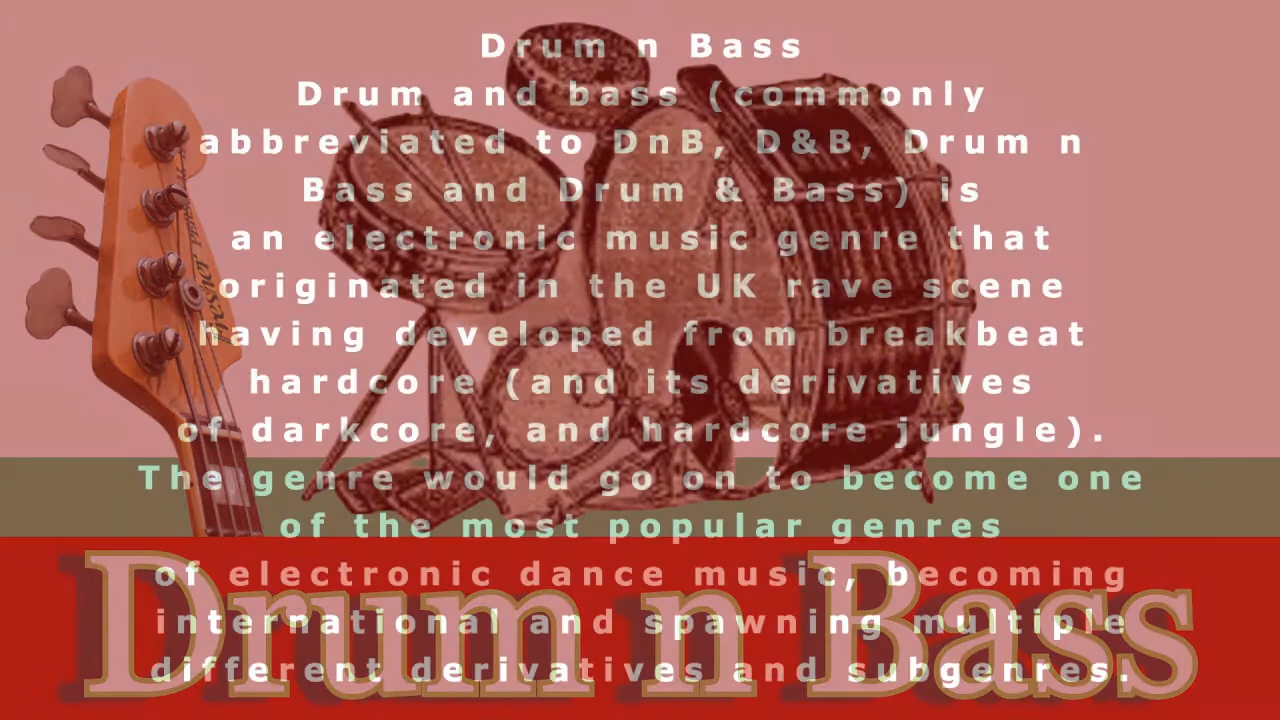 Drum n Bass
Drum and bass (commonly
abbreviated to DnB, D&B, Drum n
Bass and Drum & Bass) is
an electronic music genre that
originated in the UK rave scene
having developed from breakbeat
hardcore (and its derivatives
of darkcore, and hardcore jungle).
The genre would go on to become one
of the most popular genres
of electronic dance music, becoming
international and spawning multiple
different derivatives and subgenres.
Drum n Bass